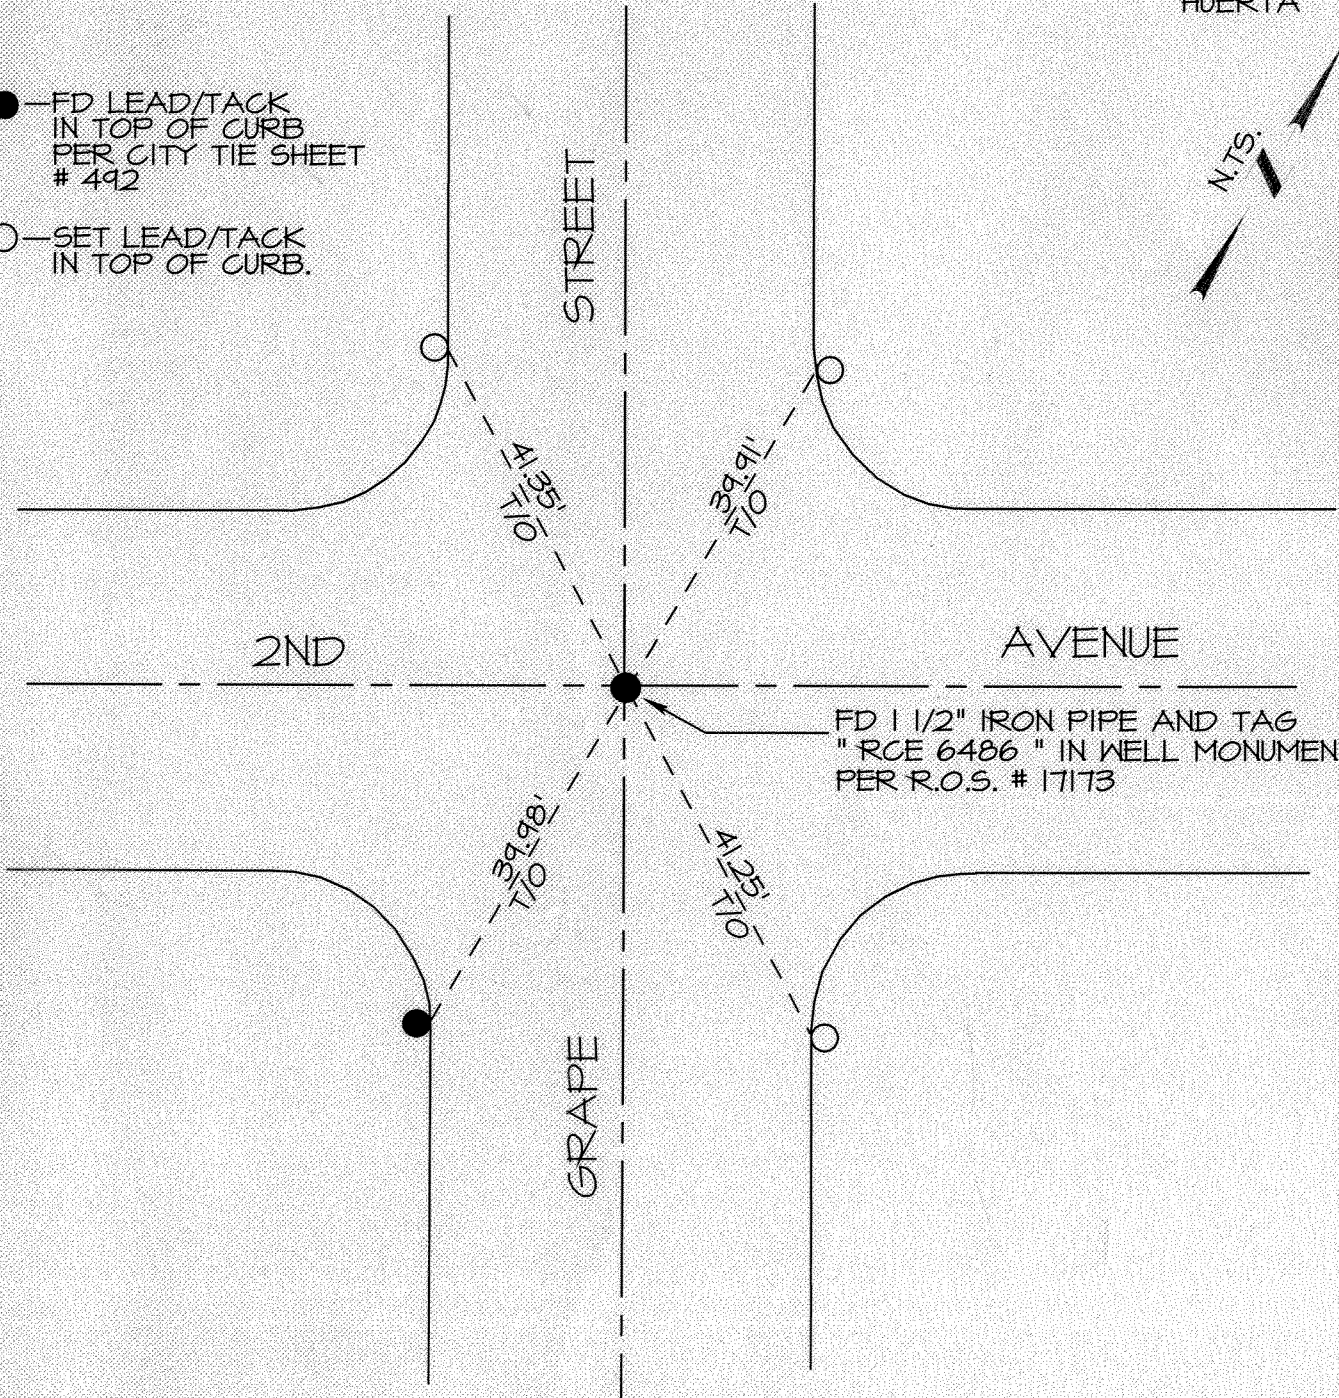 HUERTA
FD LEAD/TACK
IN TOP OF CURB
PER CITY TIE SHEET
# 492
SET LEAD/TACK
IN TOP OF CURB.
N.T.S.
STREET
41.35'
T/O
39.91'
T/O
2ND
AVENUE
FD 1 1/2" IRON PIPE AND TAG
" RCE 6486 " IN WELL MONUMEN
PER R.O.S. # 17173
39.98'
T/O
41.25'
T/O
GRAPE